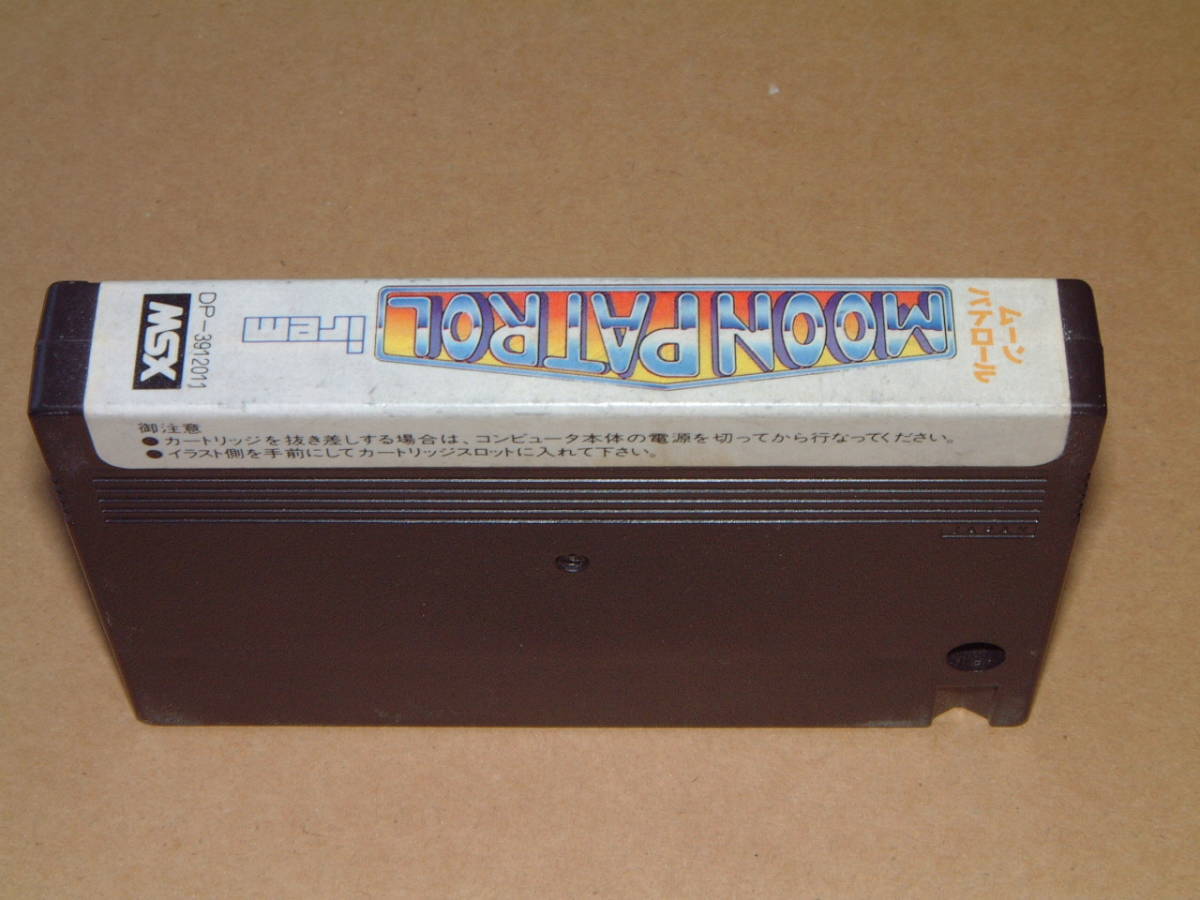 ムーン
パトロール
MOON PATROL
irem
DP-3912011
MSX
御注意
●カートリッジを抜き差しする場合は、コンピュータ本体の電源を切ってから行なってください。
●イラスト側を手前にしてカートリッジスロットに入れて下さい。
JAPAN